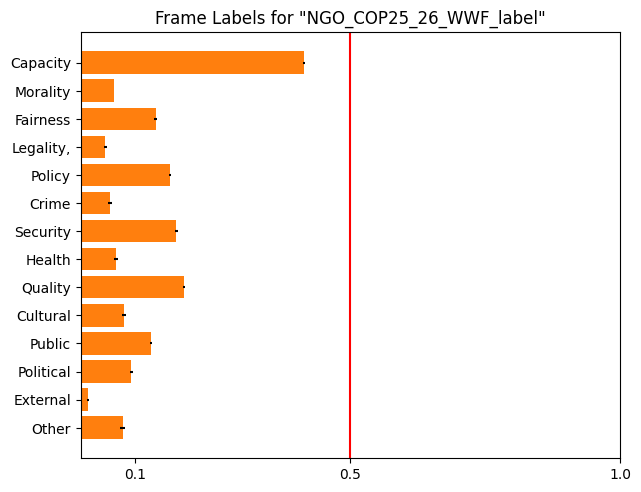 Frame Labels for "NGO_COP25_26_WWF_label"
Capacity
Morality
Fairness
Legality,
Policy
Crime
Security
Health
Quality
Cultural
Public
Political
External
Other
0.1 0.5 1.0